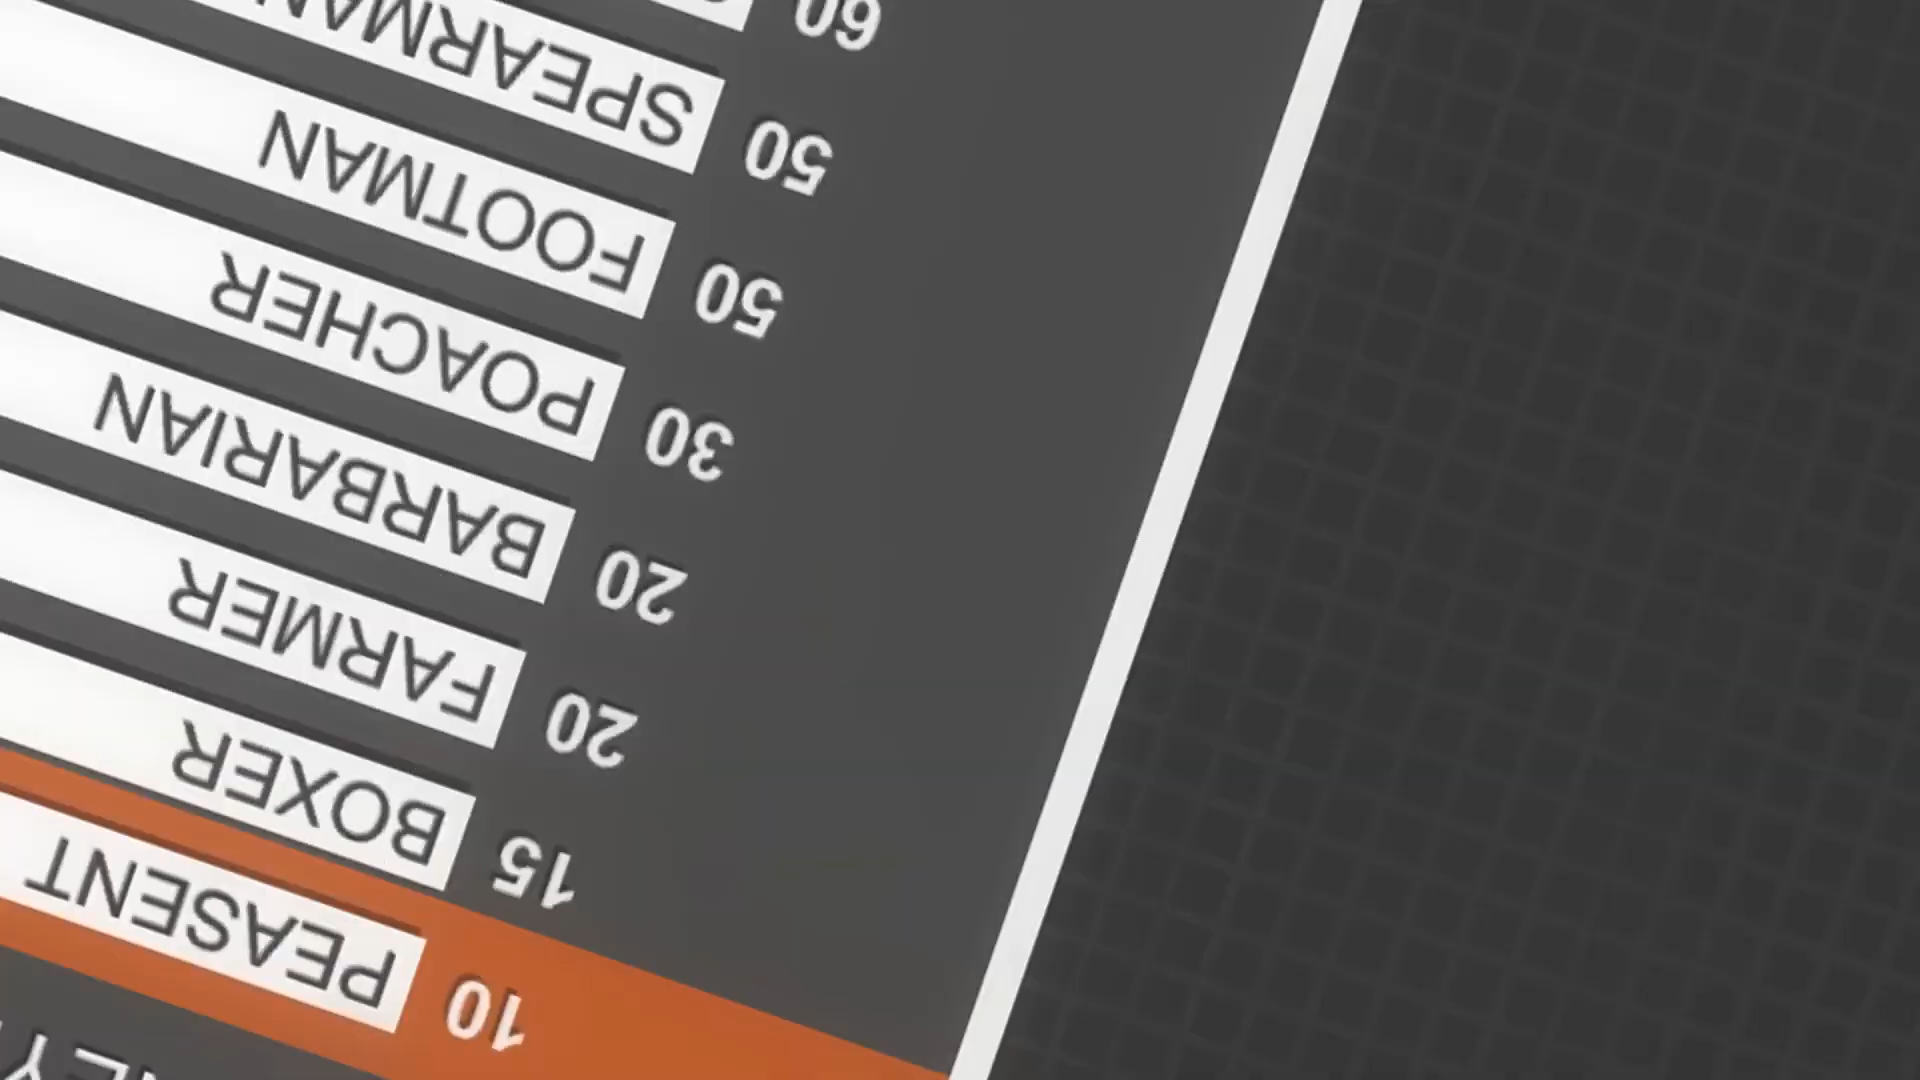 10 PEASENT
15 BOXER
20 FARMER
20 BARBARIAN
30 POACHER
50 FOOTMAN
50 SPEARMAN
60